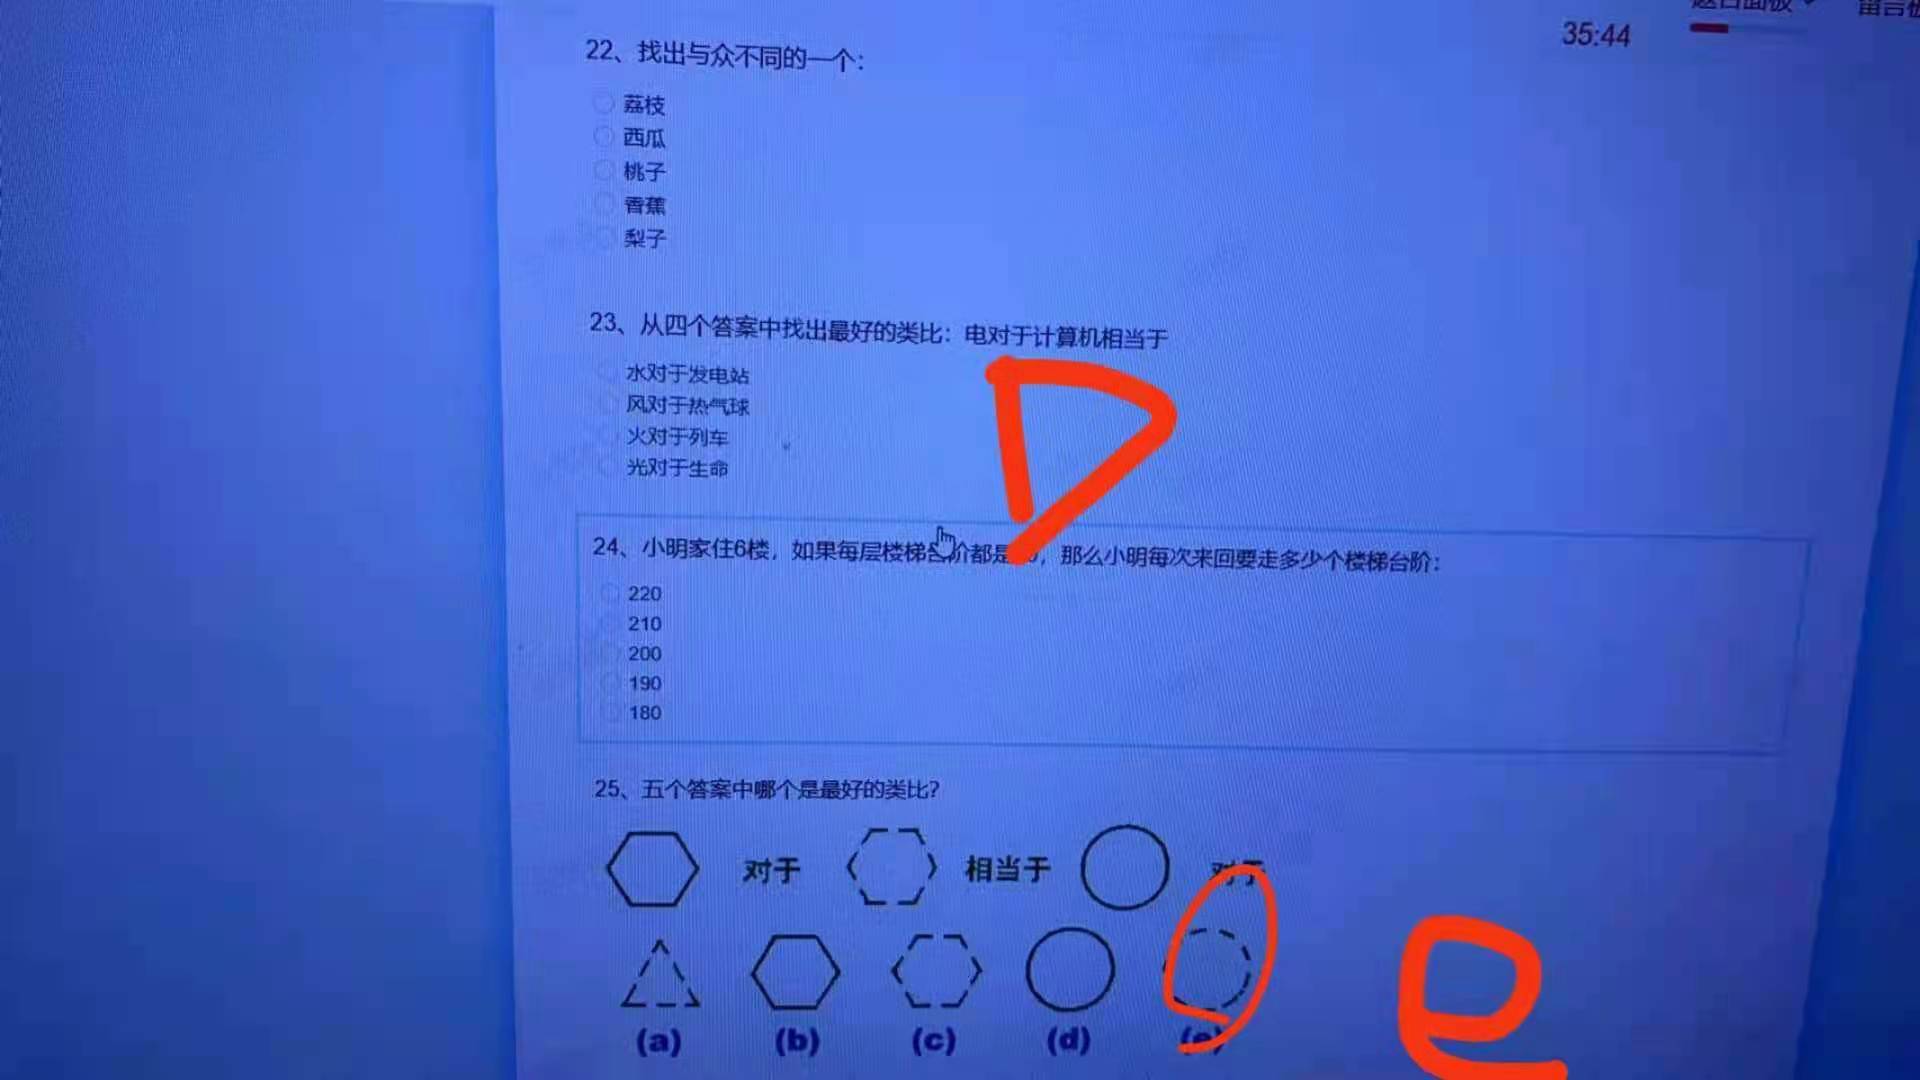 35:44
22、找出与众不同的一个：
荔枝
西瓜
桃子
香蕉
梨子
23、从四个答案中找出最好的类比：电对于计算机相当于
水对于发电站
风对于热气球
火对于列车
光对于生命
D
24、小明家住6楼，如果每层楼梯台阶都是，那么小明每次来回要走多少个楼梯台阶：
220
210
200
190
180
25、五个答案中哪个是最好的类比？
对于 相当于 对于
(a) (b) (c) (d) (e)
e